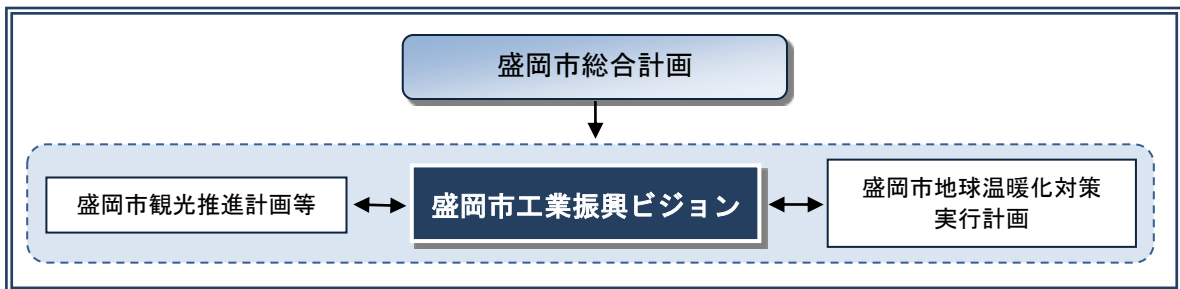 盛岡市総合計画
盛岡市観光推進計画等
盛岡市工業振興ビジョン
盛岡市地球温暖化対策
実行計画